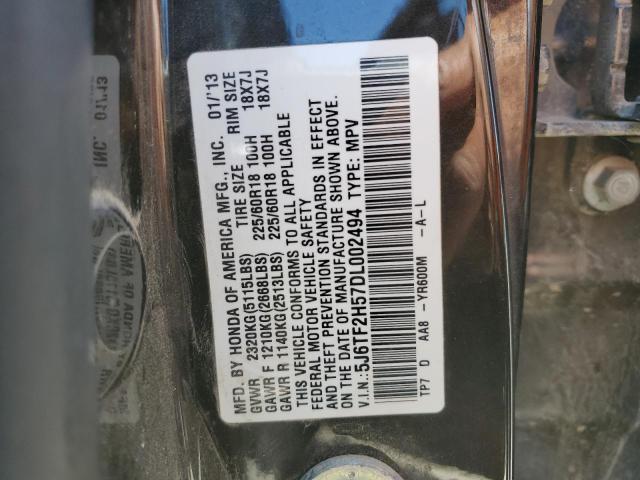 MFD. BY HONDA OF AMERICA MFG., INC. 01/'13
GVWR 2320KG(5115LBS) TIRE SIZE RIM SIZE
GAWR F 1210KG(2668LBS) 225/60R18 100H 18X7J
GAWR R 1140KG(2513LBS) 225/60R18 100H 18X7J
THIS VEHICLE CONFORMS TO ALL APPLICABLE
FEDERAL MOTOR VEHICLE SAFETY
AND THEFT PREVENTION STANDARDS IN EFFECT
ON THE DATE OF MANUFACTURE SHOWN ABOVE.
V.I.N.: 5J6TF2H57DL002494 TYPE: MPV
TP7 D AA8 -YR600M -A-L
INC. 01/'13